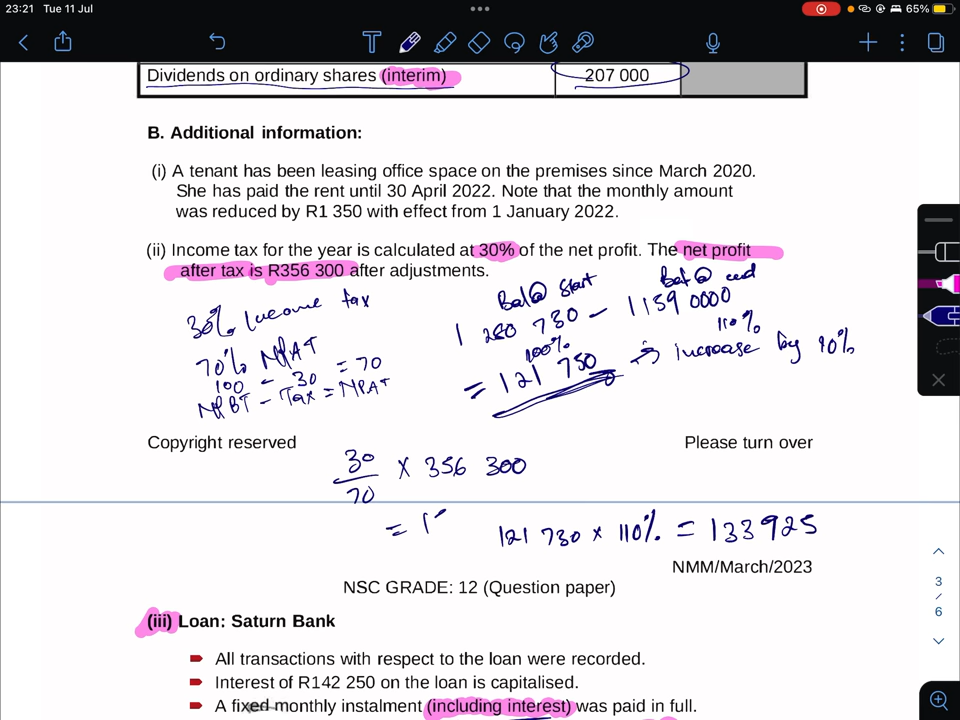 23:21 Tue 11 Jul
65%
Dividends on ordinary shares (interim) 207 000
B. Additional information:
(i) A tenant has been leasing office space on the premises since March 2020.
She has paid the rent until 30 April 2022. Note that the monthly amount
was reduced by R1 350 with effect from 1 January 2022.
(ii) Income tax for the year is calculated at 30% of the net profit. The net profit
after tax is R356 300 after adjustments.
Bal@ start Bal@ end
30% Income tax
1 280 730 - 1159 0000
100% 110%
70% NPAT
= 121 750 → increase by 10%
100 - 30 = 70
NPBT - Tax = NPAT
Copyright reserved Please turn over
30
70
× 356 300
= 1
121 730 × 110% = 133 925
NMM/March/2023
NSC GRADE: 12 (Question paper)
(iii) Loan: Saturn Bank
All transactions with respect to the loan were recorded.
Interest of R142 250 on the loan is capitalised.
A fixed monthly instalment (including interest) was paid in full.
3
/
6